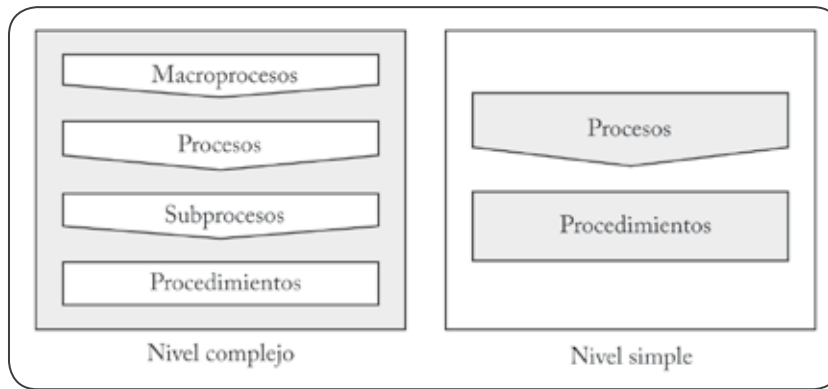 Macroprocesos
Procesos
Subprocesos
Procedimientos
Nivel complejo
Procesos
Procedimientos
Nivel simple